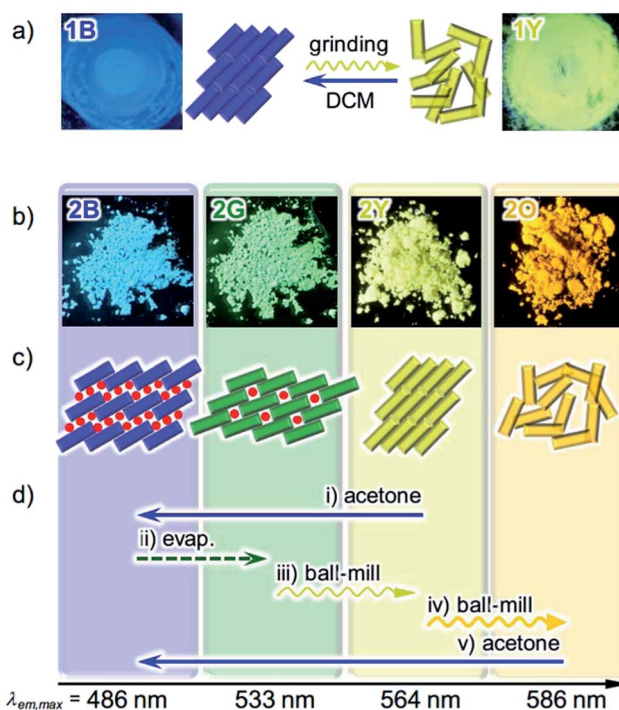 a) 1B grinding DCM 1Y
b) 2B 2G 2Y 2O
c)
d) i) acetone
ii) evap.
iii) ball-mill
iv) ball-mill
v) acetone
λem,max = 486 nm 533 nm 564 nm 586 nm